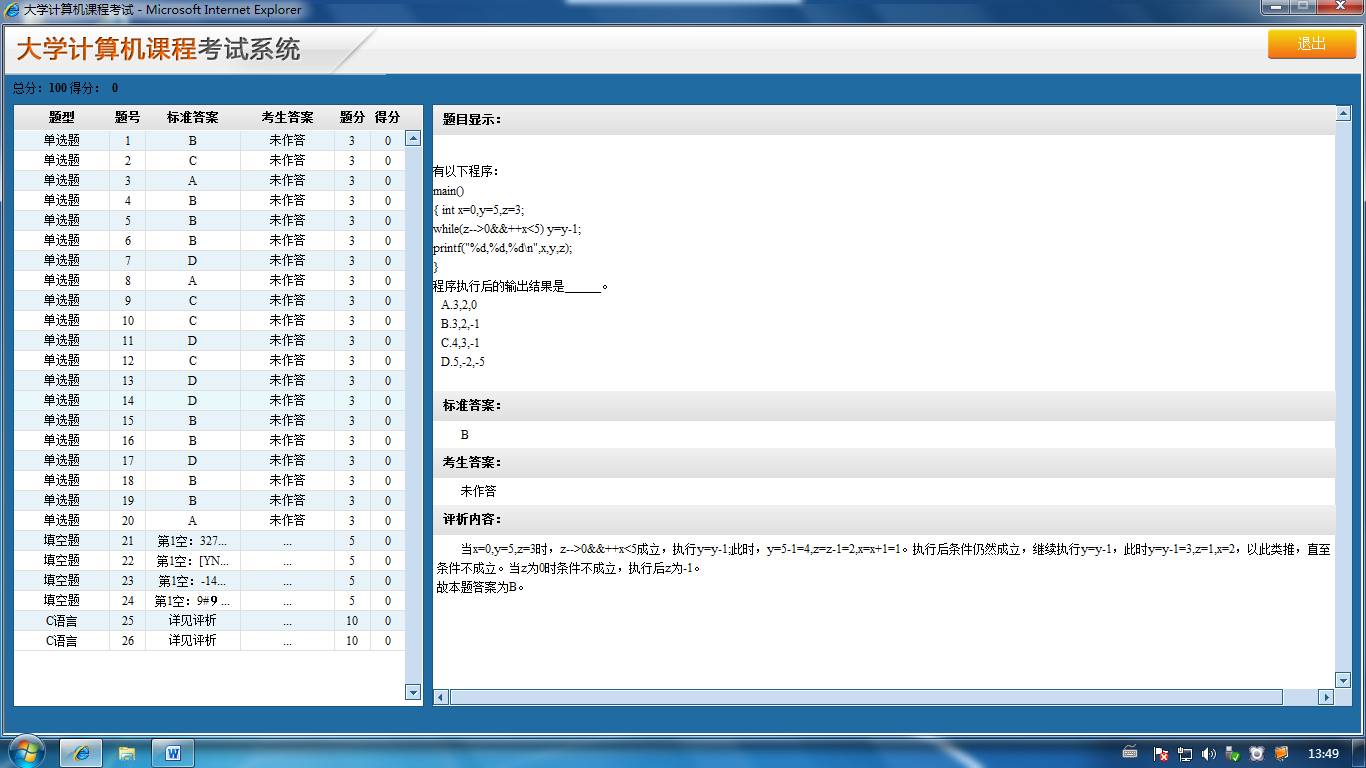 大学计算机课程考试 - Microsoft Internet Explorer
大学计算机课程考试系统
退出
总分：100 得分： 0
题型 题号 标准答案 考生答案 题分 得分
单选题 1 B 未作答 3 0
单选题 2 C 未作答 3 0
单选题 3 A 未作答 3 0
单选题 4 B 未作答 3 0
单选题 5 B 未作答 3 0
单选题 6 B 未作答 3 0
单选题 7 D 未作答 3 0
单选题 8 A 未作答 3 0
单选题 9 C 未作答 3 0
单选题 10 C 未作答 3 0
单选题 11 D 未作答 3 0
单选题 12 C 未作答 3 0
单选题 13 D 未作答 3 0
单选题 14 D 未作答 3 0
单选题 15 B 未作答 3 0
单选题 16 B 未作答 3 0
单选题 17 D 未作答 3 0
单选题 18 B 未作答 3 0
单选题 19 B 未作答 3 0
单选题 20 A 未作答 3 0
填空题 21 第1空：327... ... 5 0
填空题 22 第1空：[YN... ... 5 0
填空题 23 第1空：-14... ... 5 0
填空题 24 第1空：9#9 ... ... 5 0
C语言 25 详见评析 ... 10 0
C语言 26 详见评析 ... 10 0
题目显示：
有以下程序：
main()
{ int x=0,y=5,z=3;
while(z-->0&&++x<5) y=y-1;
printf("%d,%d,%d\n",x,y,z);
}
程序执行后的输出结果是______。
A.3,2,0
B.3,2,-1
C.4,3,-1
D.5,-2,-5
标准答案：
B
考生答案：
未作答
评析内容：
当x=0,y=5,z=3时，z-->0&&++x<5成立，执行y=y-1;此时，y=5-1=4,z=z-1=2,x=x+1=1。执行后条件仍然成立，继续执行y=y-1，此时y=y-1=3,z=1,x=2，以此类推，直至
条件不成立。当z为0时条件不成立，执行后z为-1。
故本题答案为B。
13:49